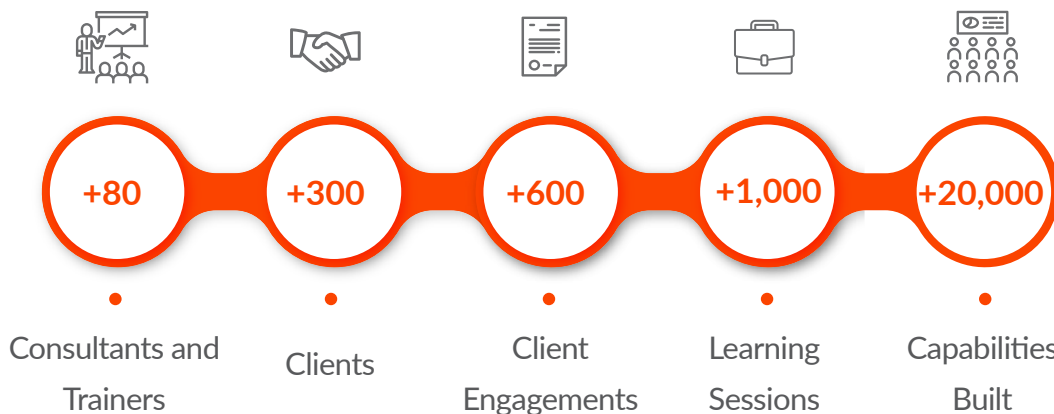 +80
+300
+600
+1,000
+20,000
Consultants and
Trainers
Clients
Client
Engagements
Learning
Sessions
Capabilities
Built